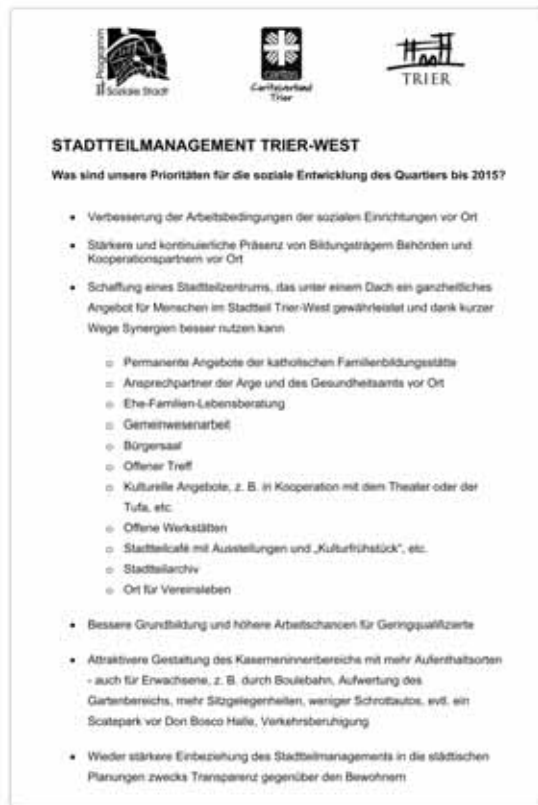 Programm
Soziale Stadt
caritas
Caritasverband
Trier
TRIER
STADTTEILMANAGEMENT TRIER-WEST
Was sind unsere Prioritäten für die soziale Entwicklung des Quartiers bis 2015?
• Verbesserung der Arbeitsbedingungen der sozialen Einrichtungen vor Ort
• Stärkere und kontinuierliche Präsenz von Bildungsträgern Behörden und
Kooperationspartnern vor Ort
• Schaffung eines Stadtteilzentrums, das unter einem Dach ein ganzheitliches
Angebot für Menschen im Stadtteil Trier-West gewährleistet und dank kurzer
Wege Synergien besser nutzen kann
o Permanente Angebote der katholischen Familienbildungsstätte
o Ansprechpartner der Arge und des Gesundheitsamts vor Ort
o Ehe-Familien-Lebensberatung
o Gemeinwesenarbeit
o Bürgersaal
o Offener Treff
o Kulturelle Angebote, z. B. in Kooperation mit dem Theater oder der
Tufa, etc.
o Offene Werkstätten
o Stadtteilcafé mit Ausstellungen und „Kulturfrühstück“, etc.
o Stadtteilarchiv
o Ort für Vereinsleben
• Bessere Grundbildung und höhere Arbeitschancen für Geringqualifizierte
• Attraktivere Gestaltung des Kaserneninnenbereichs mit mehr Aufenthaltsorten
- auch für Erwachsene, z. B. durch Boulebahn, Aufwertung des
Gartenbereichs, mehr Sitzgelegenheiten, weniger Schrottautos, evtl. ein
Scatepark vor Don Bosco Halle, Verkehrsberuhigung
• Wieder stärkere Einbeziehung des Stadtteilmanagements in die städtischen
Planungen zwecks Transparenz gegenüber den Bewohnern